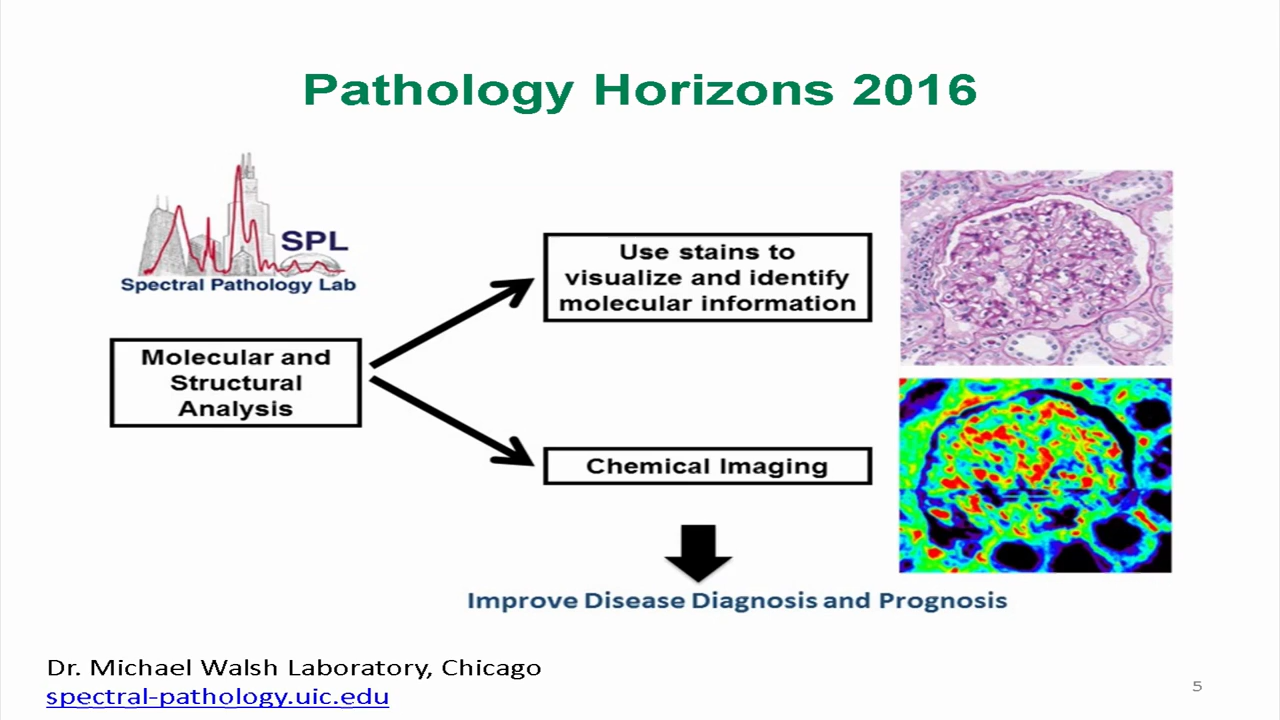 Pathology Horizons 2016
SPL
Spectral Pathology Lab
Use stains to
visualize and identify
molecular information
Molecular and
Structural
Analysis
Chemical Imaging
Improve Disease Diagnosis and Prognosis
Dr. Michael Walsh Laboratory, Chicago
spectral-pathology.uic.edu
5